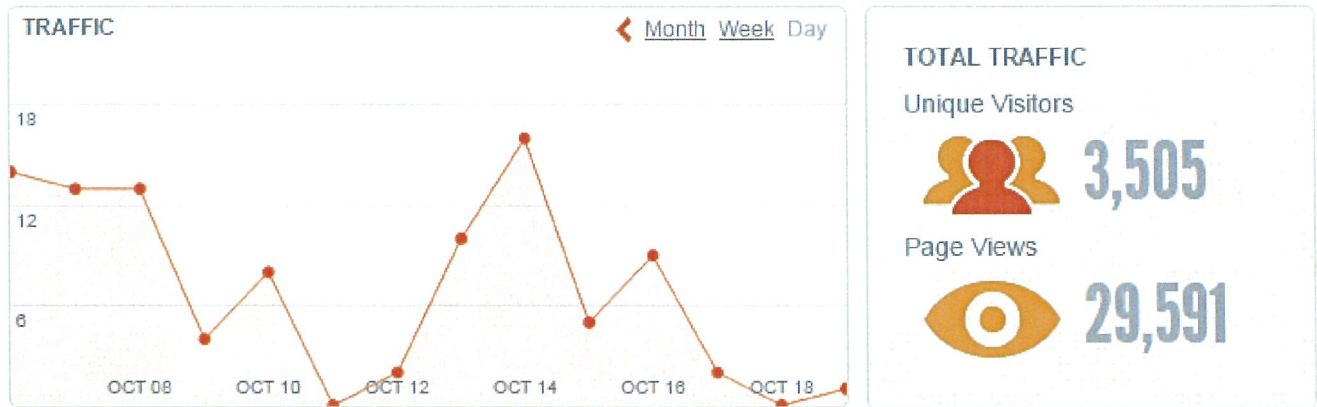 TRAFFIC
Month Week Day
18
12
6
OCT 08 OCT 10 OCT 12 OCT 14 OCT 16 OCT 18
TOTAL TRAFFIC
Unique Visitors
3,505
Page Views
29,591